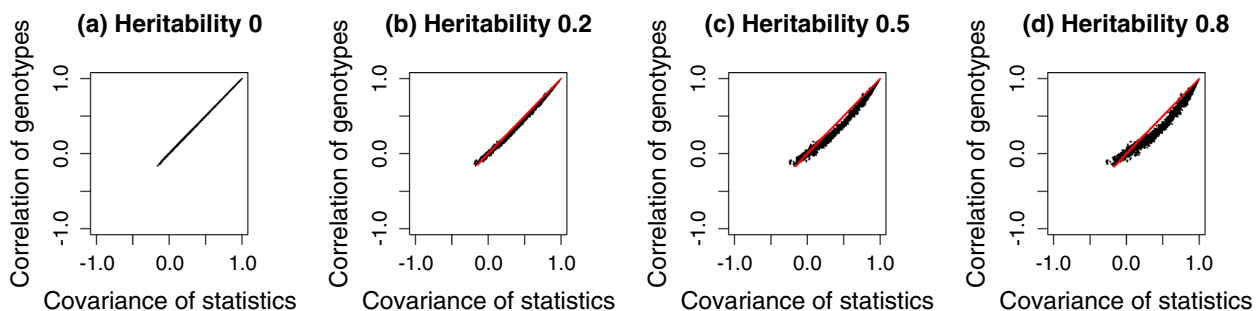 (a) Heritability 0
Correlation of genotypes
1.0
0.0
-1.0
-1.0 0.0 1.0
Covariance of statistics
(b) Heritability 0.2
Correlation of genotypes
1.0
0.0
-1.0
-1.0 0.0 1.0
Covariance of statistics
(c) Heritability 0.5
Correlation of genotypes
1.0
0.0
-1.0
-1.0 0.0 1.0
Covariance of statistics
(d) Heritability 0.8
Correlation of genotypes
1.0
0.0
-1.0
-1.0 0.0 1.0
Covariance of statistics